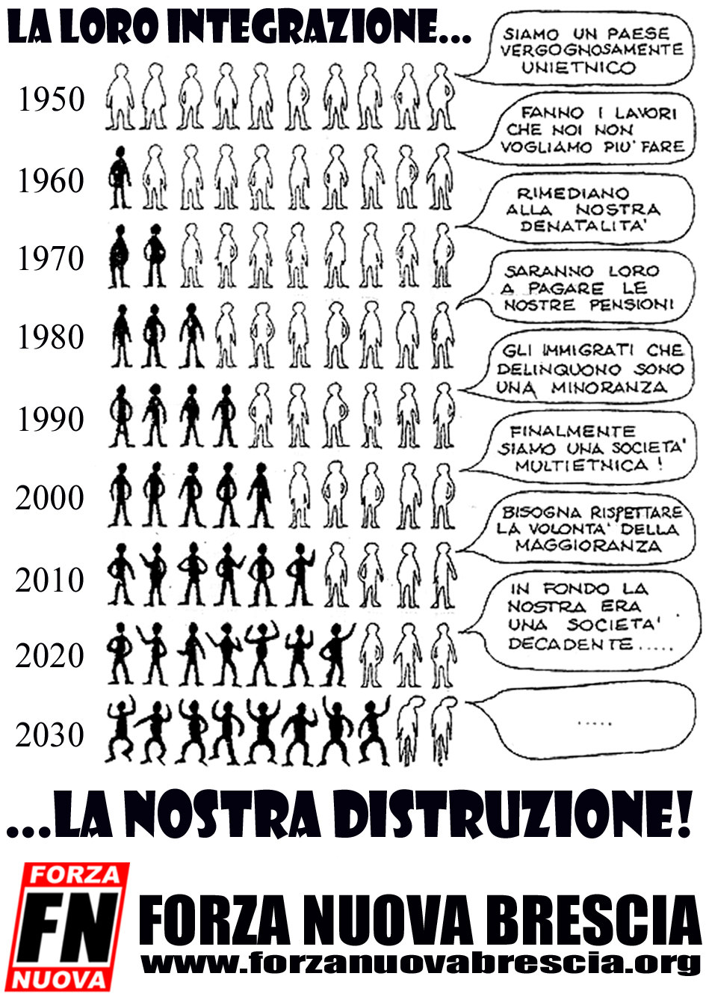 LA LORO INTEGRAZIONE...
1950
SIAMO UN PAESE
VERGOGNOSAMENTE
UNIETNICO
1960
FANNO I LAVORI
CHE NOI NON
VOGLIAMO PIU' FARE
1970
RIMEDIANO
ALLA NOSTRA
DENATALITA'
1980
SARANNO LORO
A PAGARE LE
NOSTRE PENSIONI
1990
GLI IMMIGRATI CHE
DELINQUONO SONO
UNA MINORANZA
2000
FINALMENTE
SIAMO UNA SOCIETA'
MULTIETNICA!
2010
BISOGNA RISPETTARE
LA VOLONTA' DELLA
MAGGIORANZA
2020
IN FONDO LA
NOSTRA ERA
UNA SOCIETA'
DECADENTE.....
2030
.....
...LA NOSTRA DISTRUZIONE!
FORZA
FN
NUOVA
FORZA NUOVA BRESCIA
www.forzanuovabrescia.org